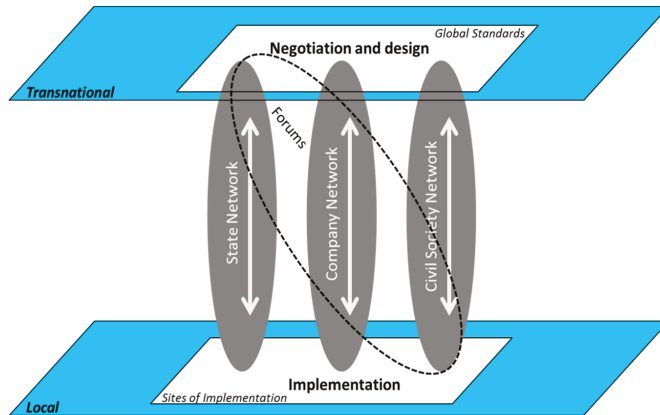 Global Standards
Negotiation and design
Transnational
Forums
State Network
Company Network
Civil Society Network
Implementation
Sites of Implementation
Local